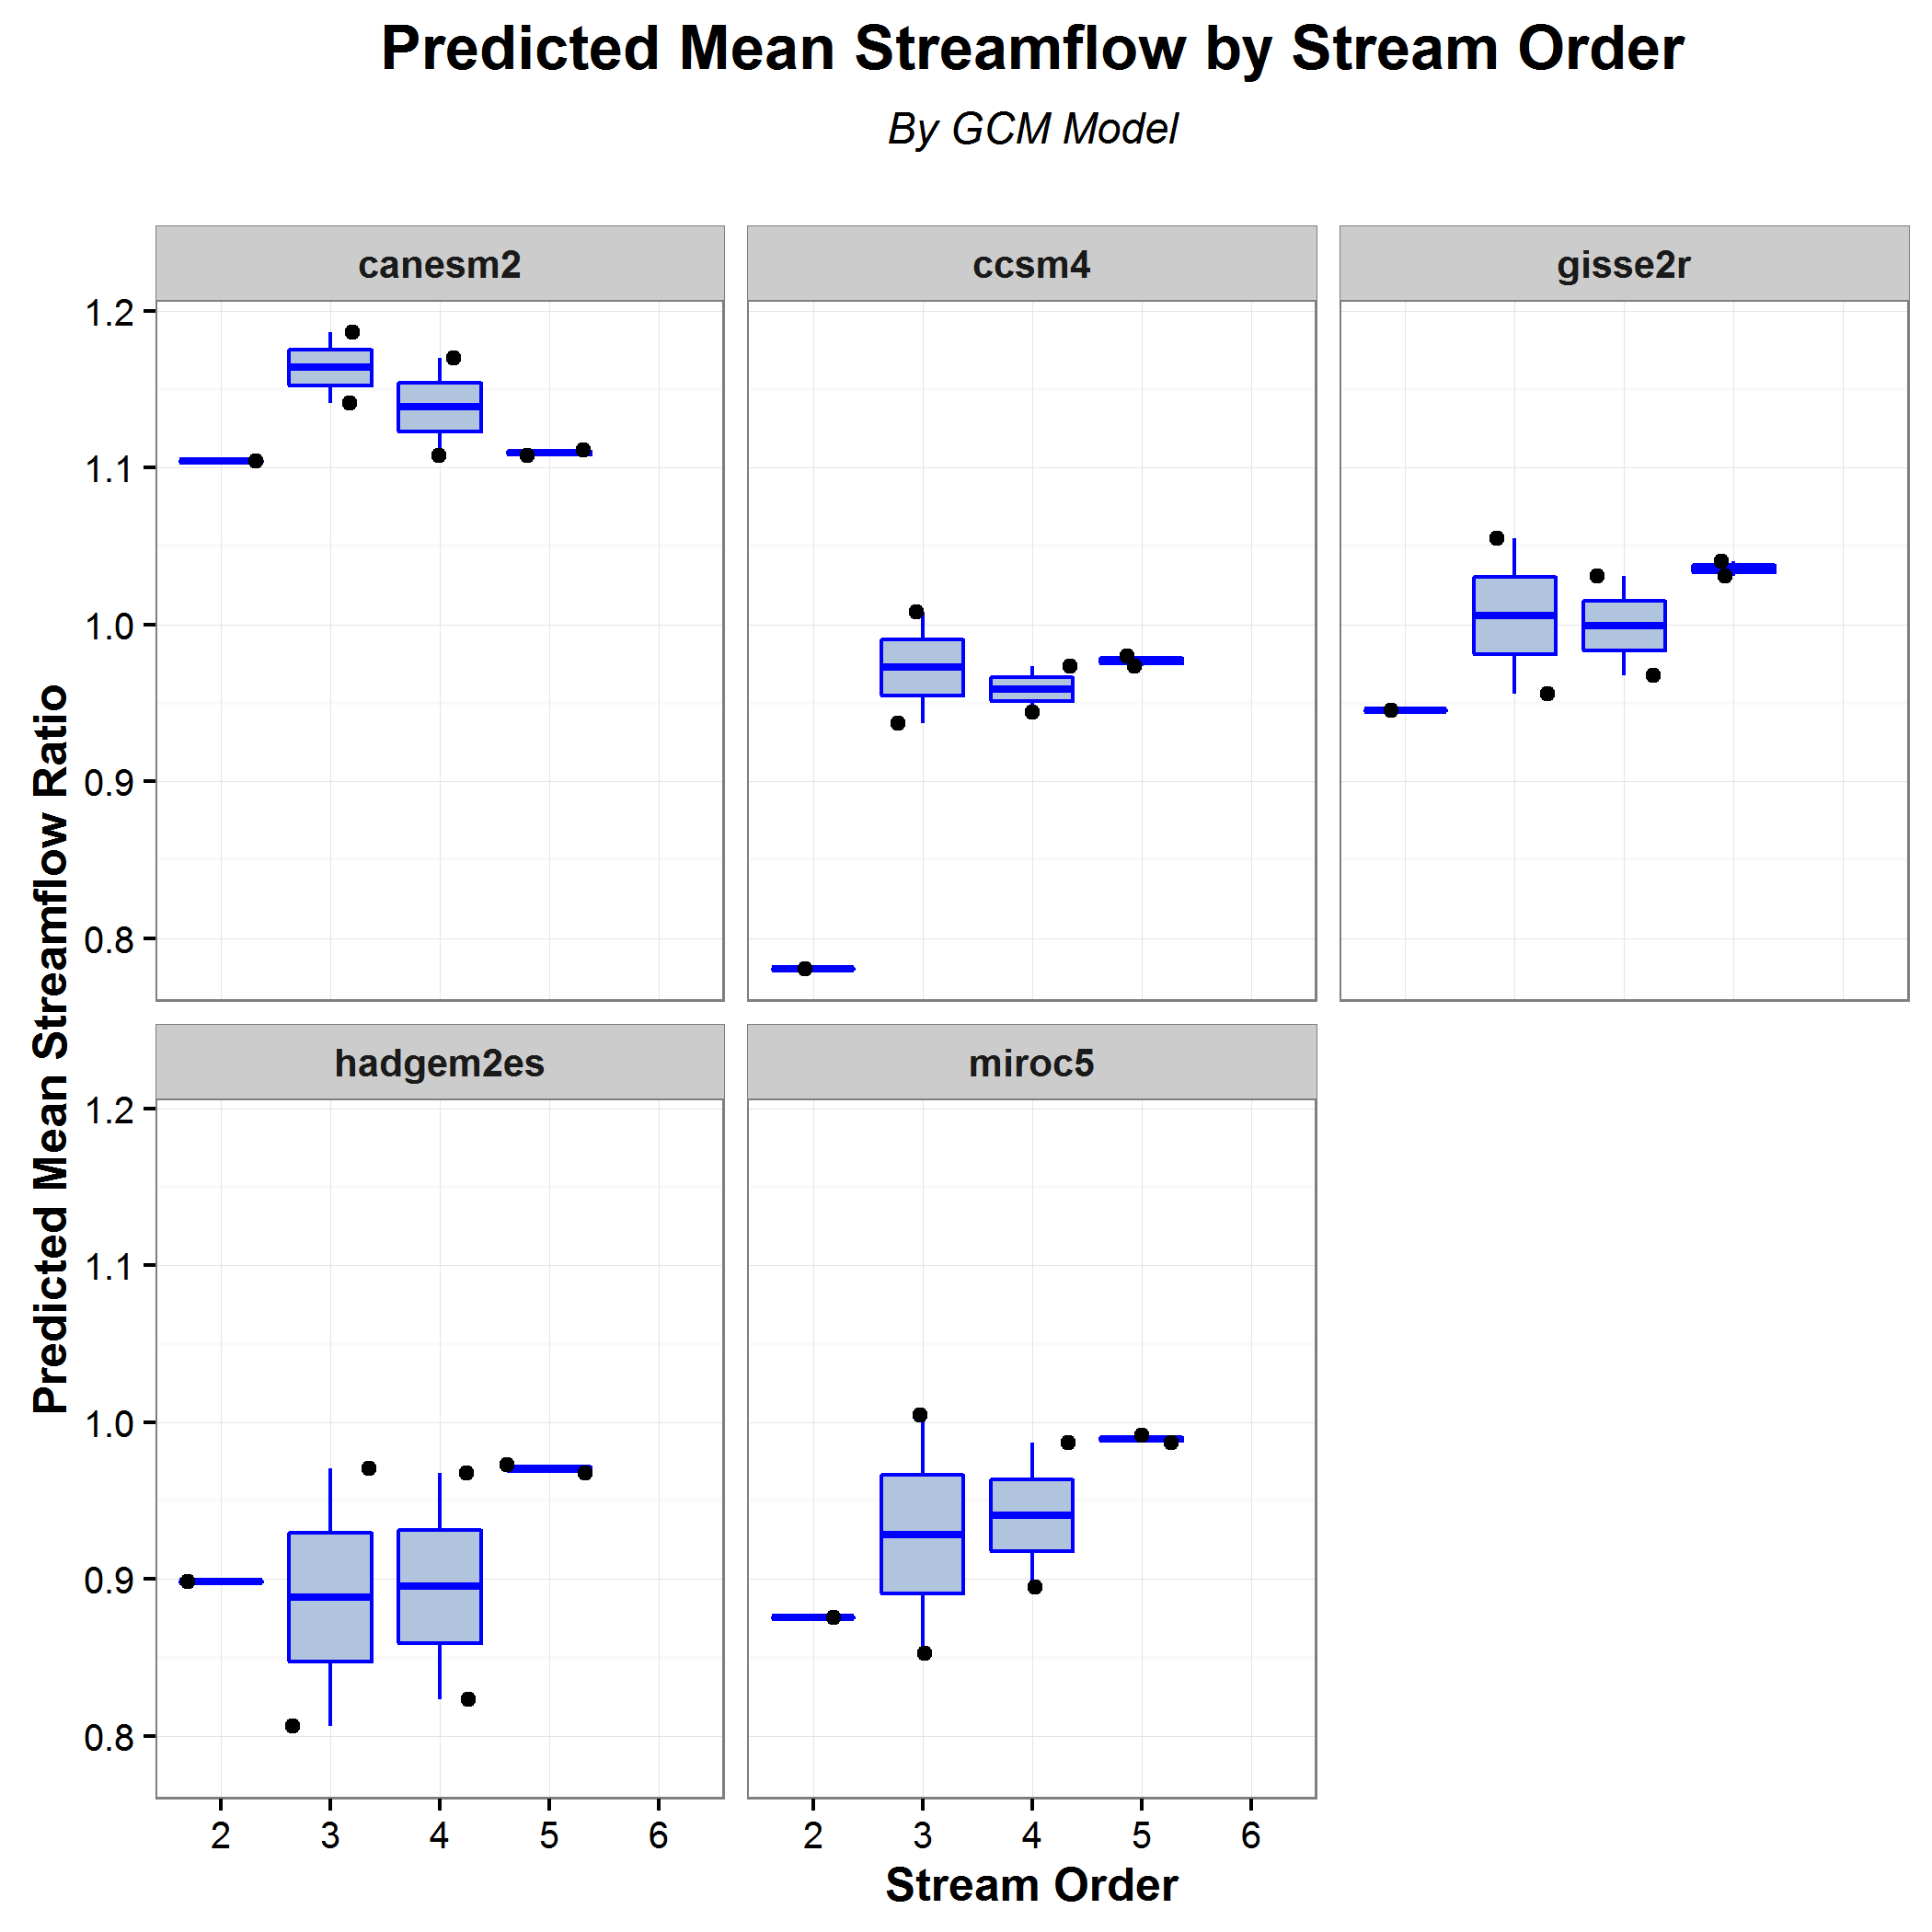 Predicted Mean Streamflow by Stream Order
By GCM Model
canesm2
ccsm4
gisse2r
1.2
1.1
1.0
0.9
0.8
Predicted Mean Streamflow Ratio
hadgem2es
miroc5
1.2
1.1
1.0
0.9
0.8
2 3 4 5 6
2 3 4 5 6
Stream Order